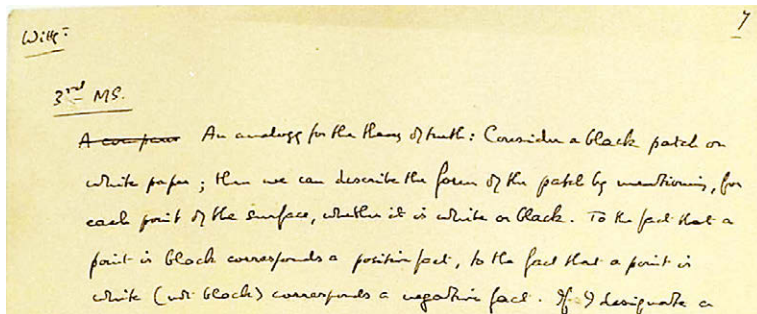 7
Witt:
3rd MS.
A compar An analogy for the theory of truth: Consider a black patch on
white paper; then we can describe the form of the patch by mentioning, for
each point of the surface, whether it is white or black. To the fact that a
point is black corresponds a positive fact, to the fact that a point is
white (not black) corresponds a negative fact. If I designate a